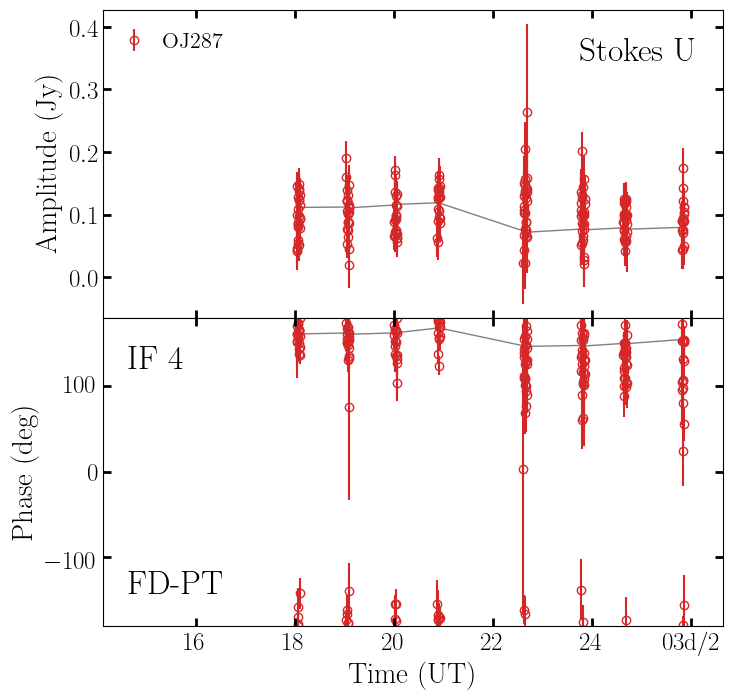 0.4
OJ287
Stokes U
0.3
0.2
Amplitude (Jy)
0.1
0.0
IF 4
100
Phase (deg)
0
−100
FD-PT
16 18 20 22 24 03d/2
Time (UT)